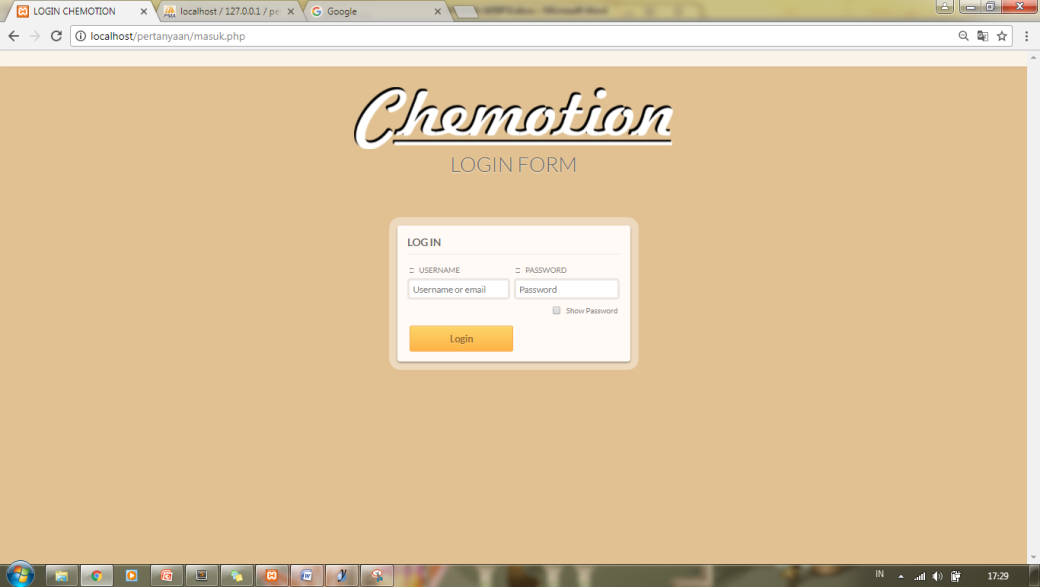 LOGIN CHEMOTION
localhost / 127.0.0.1 / pe
Google
localhost/pertanyaan/masuk.php
Chemotion
LOGIN FORM
LOG IN
USERNAME PASSWORD
Username or email Password
Show Password
Login
IN 17:29